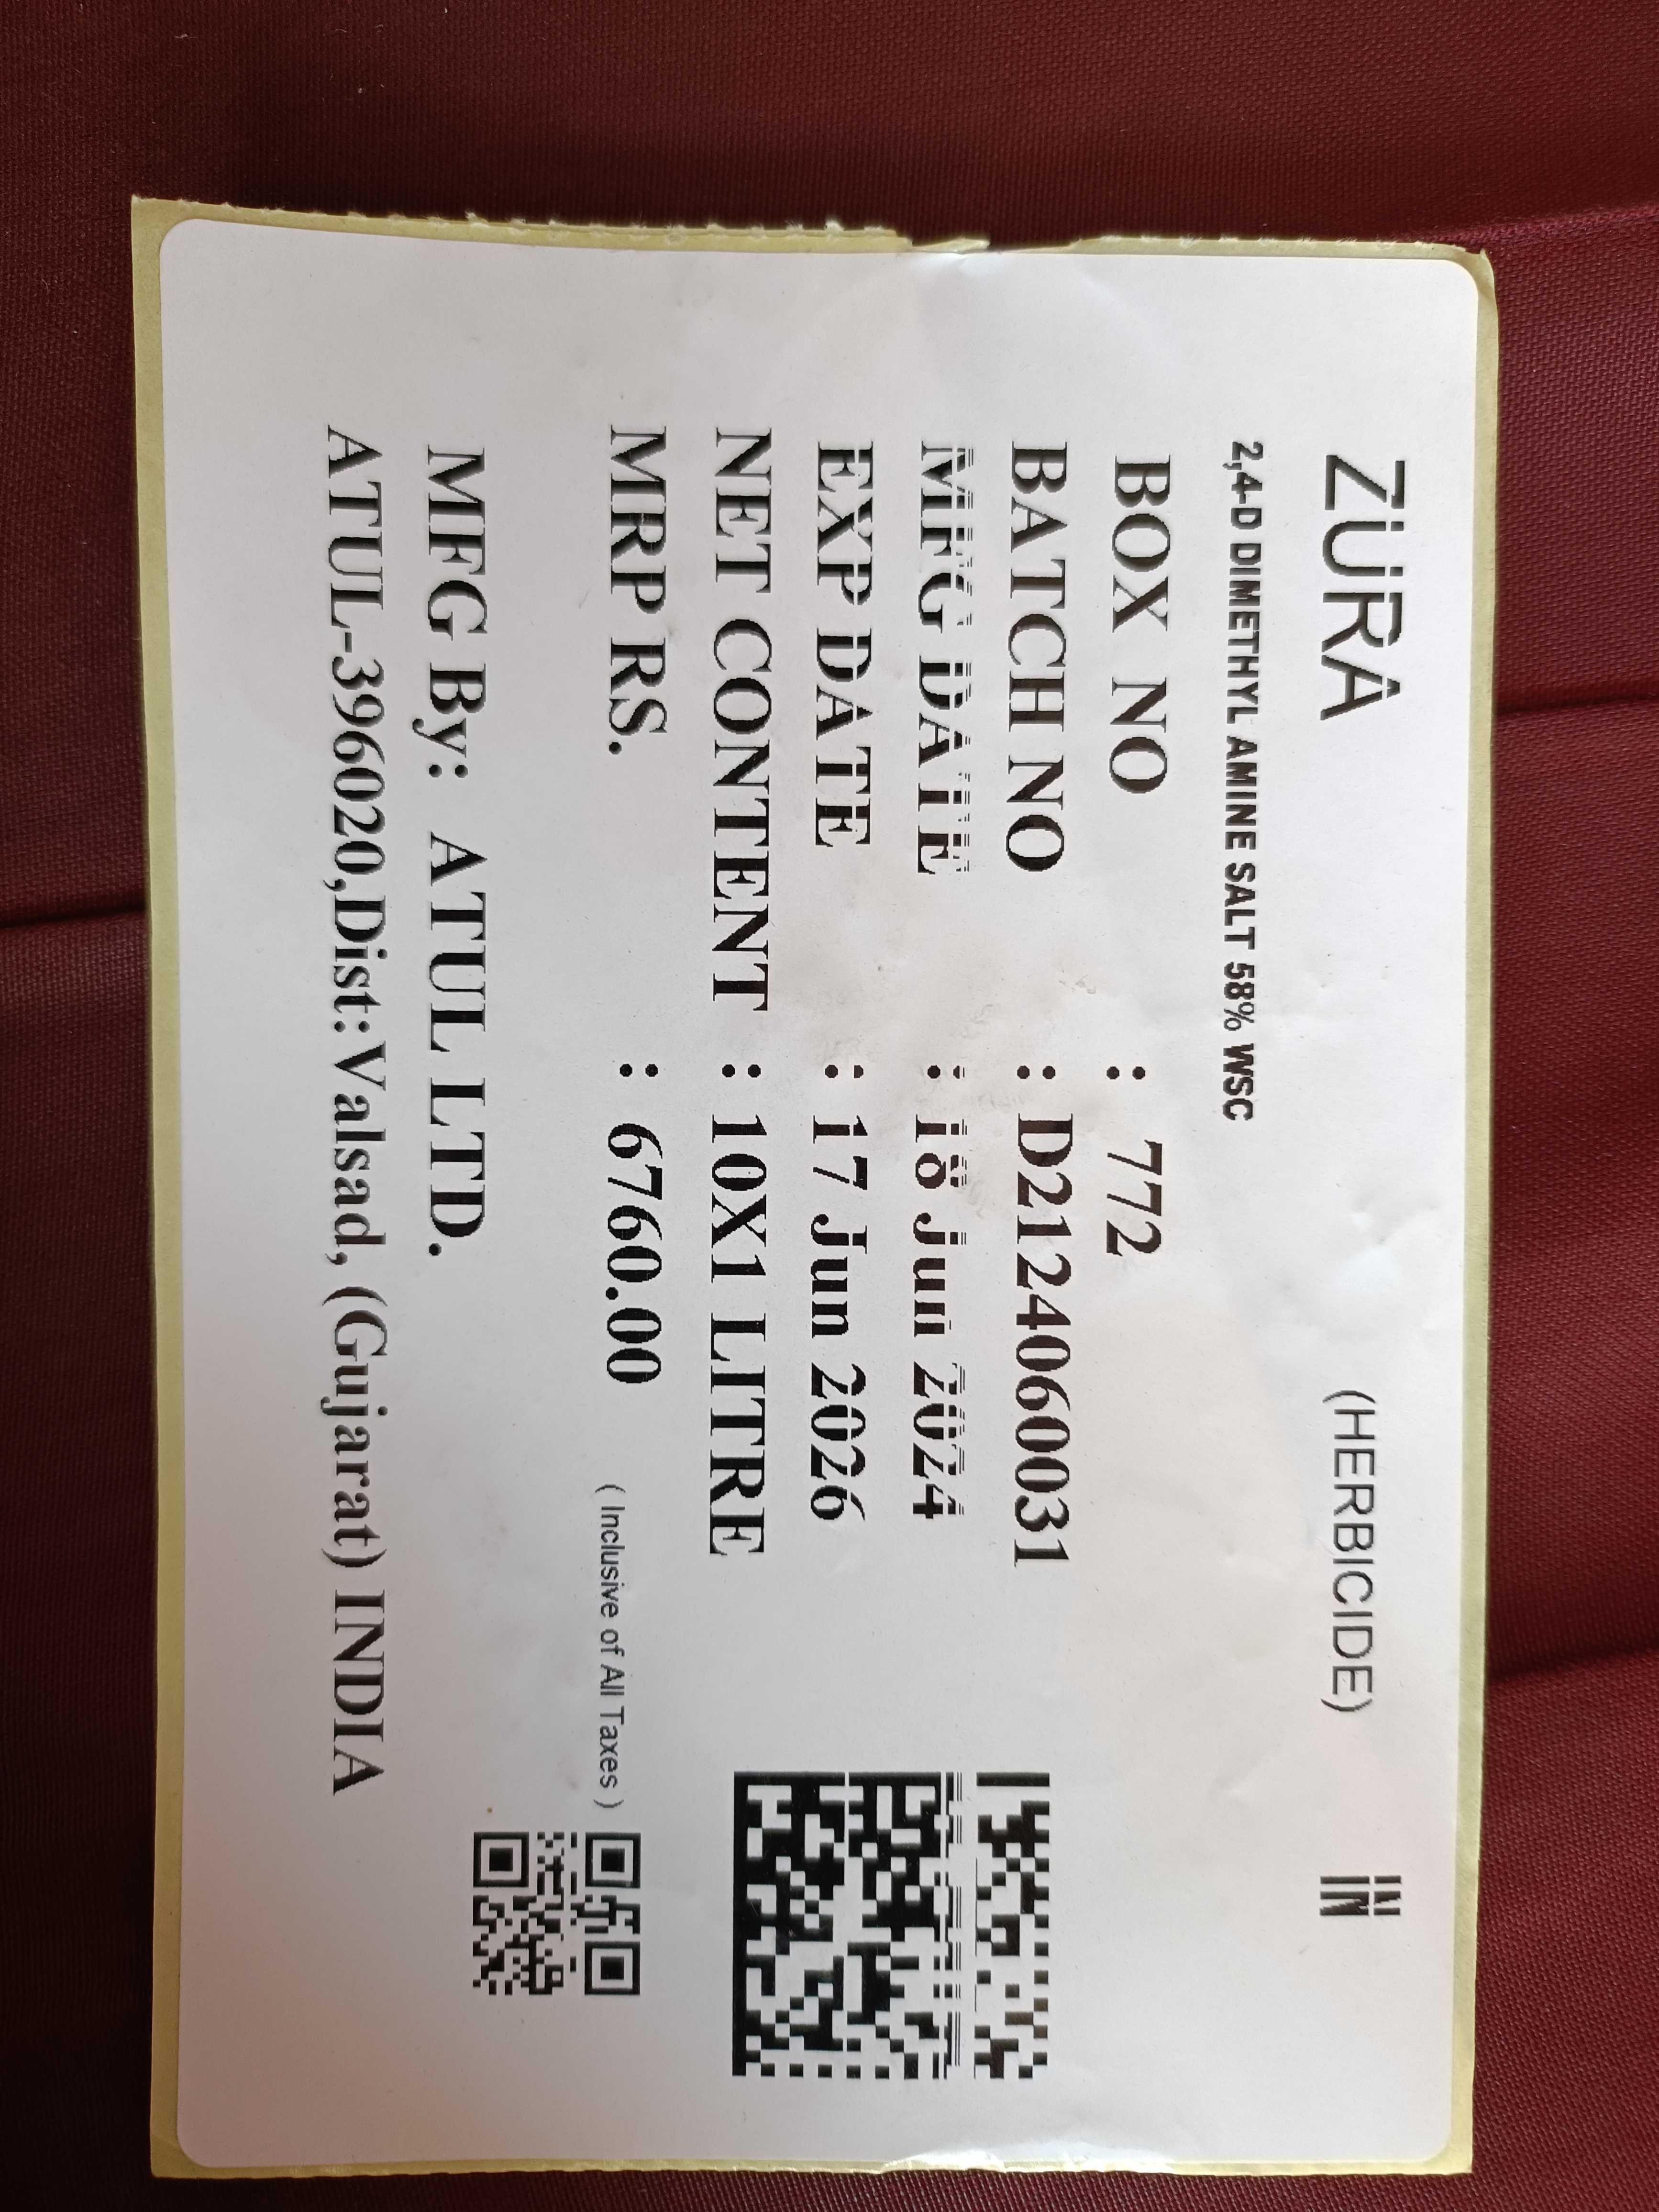 ZURA (HERBICIDE) IN
2,4-D DIMETHYL AMINE SALT 58% WSC
BOX NO : 772
BATCH NO : D2124060031
MFG DATE : 18 Jun 2024
EXP DATE : 17 Jun 2026
NET CONTENT : 10X1 LITRE
MRP RS. : 6760.00 ( Inclusive of All Taxes )
MFG By: ATUL LTD.
ATUL-396020,Dist:Valsad, (Gujarat) INDIA